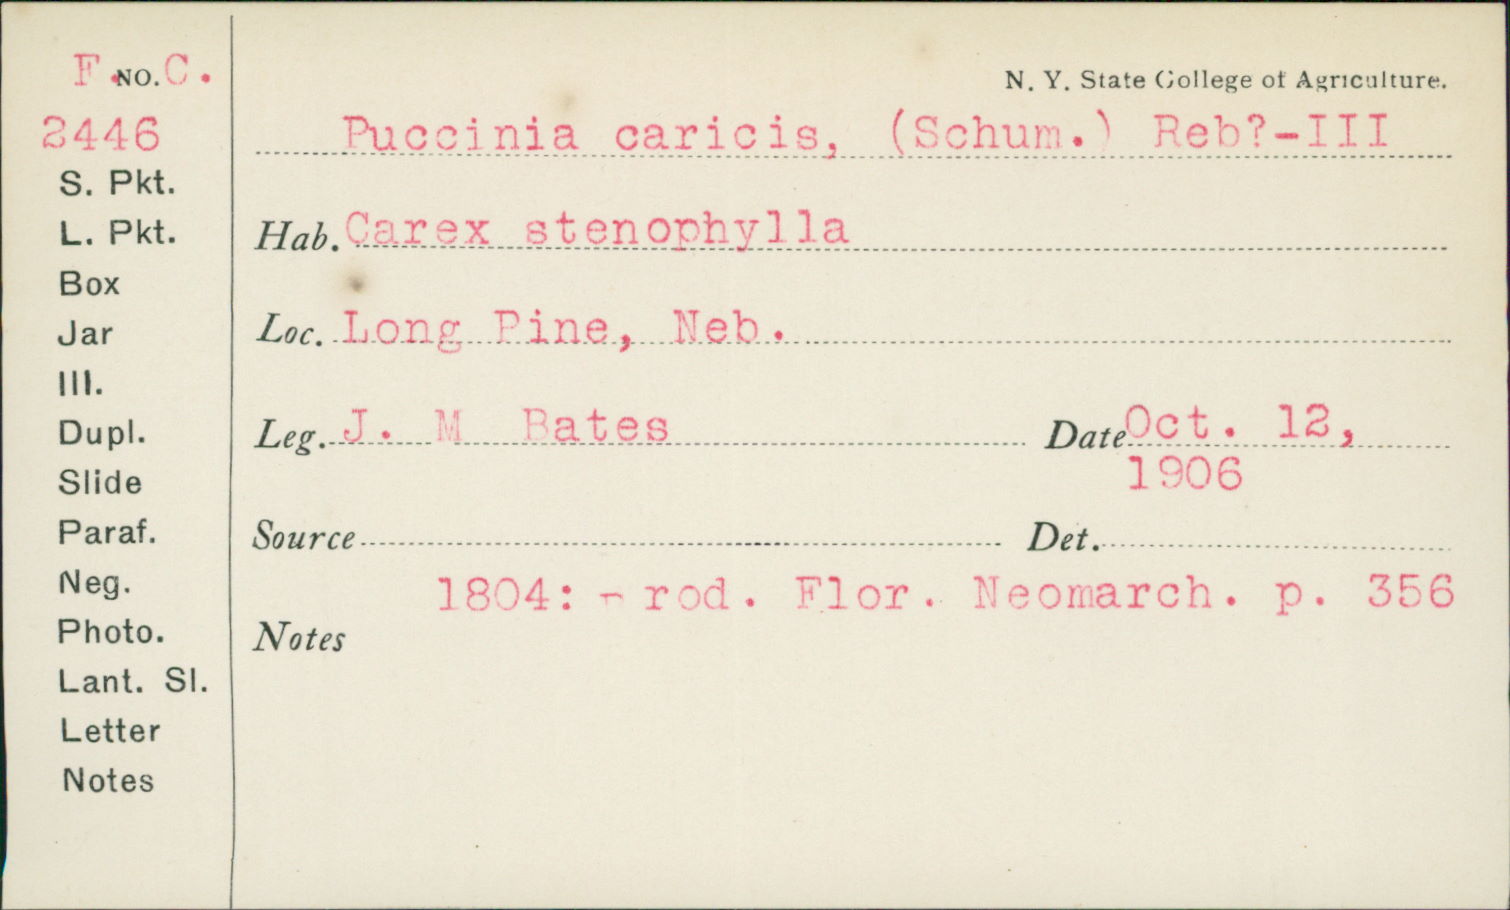 F. NO. C.
2446
S. Pkt.
L. Pkt.
Box
Jar
Ill.
Dupl.
Slide
Paraf.
Neg.
Photo.
Lant. Sl.
Letter
Notes
N. Y. State College of Agriculture.
Puccinia caricis, (Schum.) Reb?-III
Hab. Carex stenophylla
Loc. Long Pine, Neb.
Leg. J. M Bates Date Oct. 12,
1906
Source Det.
1804: - rod. Flor. Neomarch. p. 356
Notes